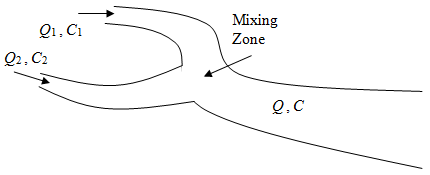 Mixing
Zone
Q1 , C1
Q2 , C2
Q, C